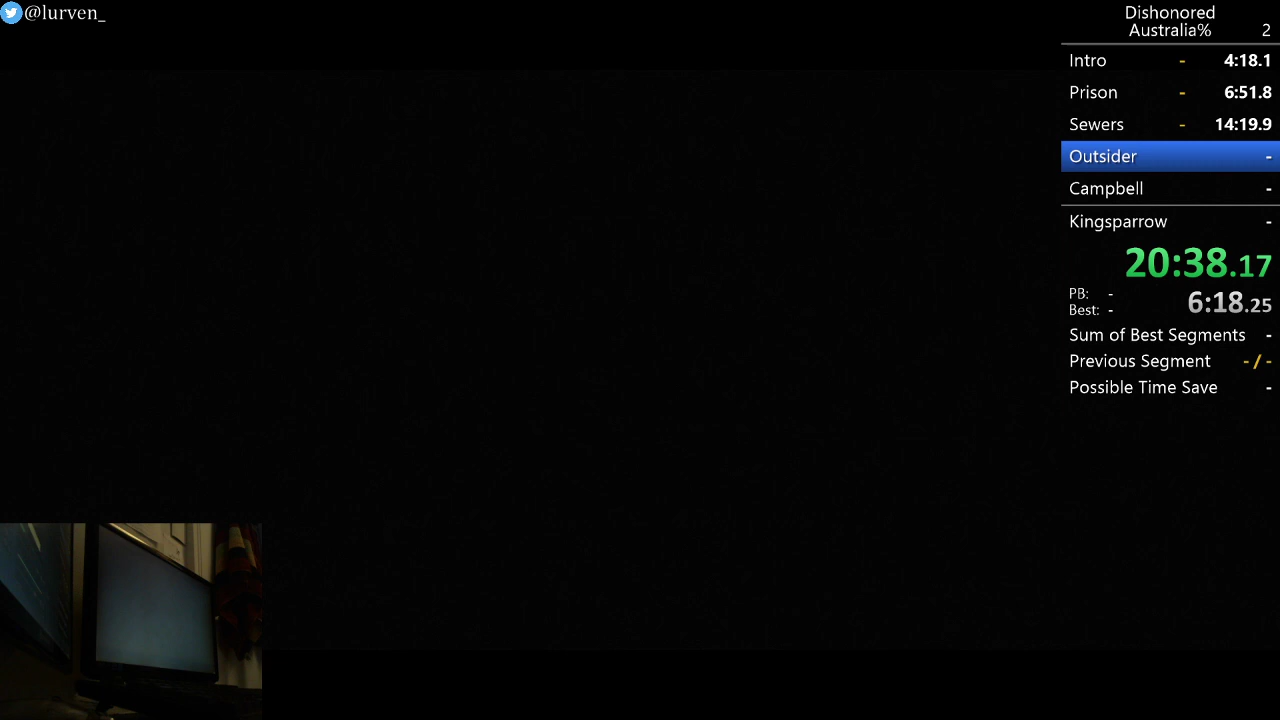 @lurven_
Dishonored
Australia% 2
Intro - 4:18.1
Prison - 6:51.8
Sewers - 14:19.9
Outsider -
Campbell -
Kingsparrow -
20:38.17
PB: - 6:18.25
Best: -
Sum of Best Segments -
Previous Segment - / -
Possible Time Save -